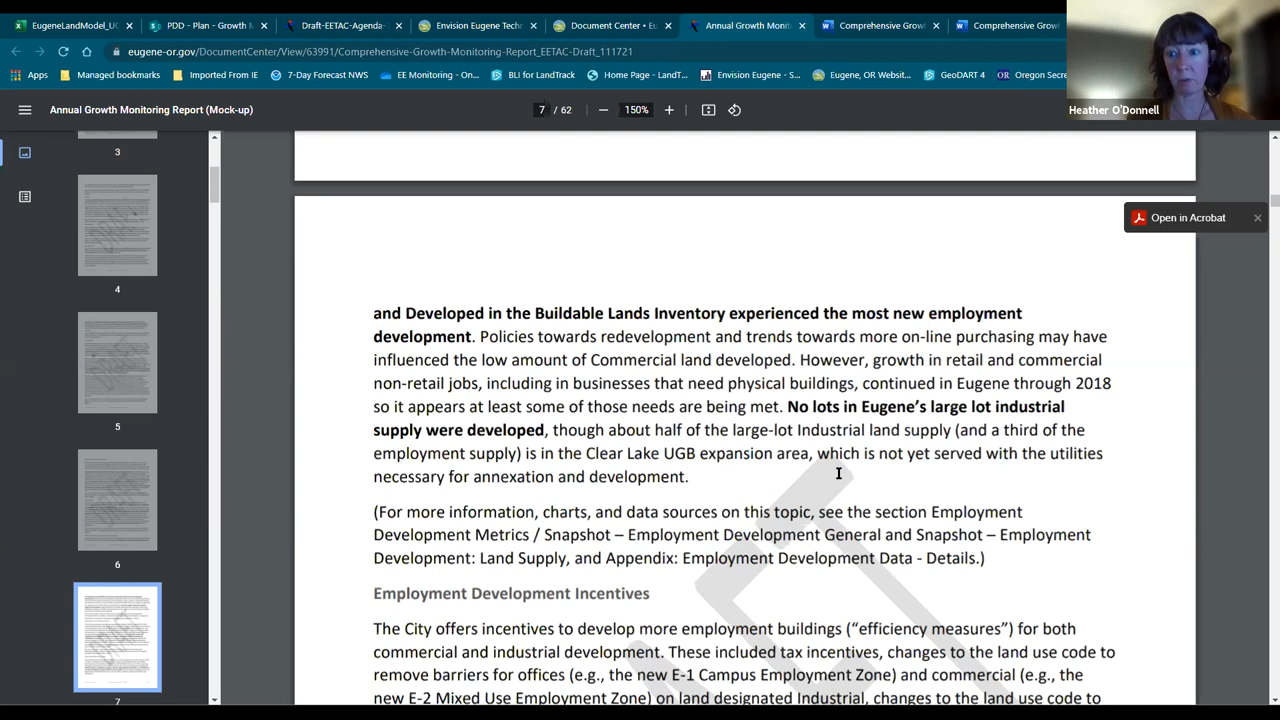 EugeneLandModel_UG
PDD - Plan - Growth M
Draft-EETAC-Agenda-
Envision Eugene Techn
Document Center • Eu
Annual Growth Monitoring
Comprehensive Growt
Comprehensive Grow
eugene-or.gov/DocumentCenter/View/63991/Comprehensive-Growth-Monitoring-Report_EETAC-Draft_111721
Apps
Managed bookmarks
Imported From IE
7-Day Forecast NWS
EE Monitoring - On...
BLI for LandTrack
Home Page - LandT...
Envision Eugene - S...
Eugene, OR Website...
GeoDART 4
Oregon Secre
Heather O'Donnell
Annual Growth Monitoring Report (Mock-up)
7 / 62
150%
Open in Acrobat
3
4
5
6
7
and Developed in the Buildable Lands Inventory experienced the most new employment
development. Policies towards redevelopment and trends towards more on-line purchasing may have
influenced the low amount of Commercial land developed. However, growth in retail and commercial
non-retail jobs, including in businesses that need physical buildings, continued in Eugene through 2018
so it appears at least some of those needs are being met. No lots in Eugene's large lot industrial
supply were developed, though about half of the large-lot Industrial land supply (and a third of the
employment supply) is in the Clear Lake UGB expansion area, which is not yet served with the utilities
necessary for annexation and development.
(For more information, charts, and data sources on this topic, see the section Employment
Development Metrics / Snapshot – Employment Development General and Snapshot – Employment
Development: Land Supply, and Appendix: Employment Development Data - Details.)
Employment Development Incentives
The City offers incentives to develop more employment buildings ("efficiency measures") for both
commercial and industrial development. These included tax incentives, changes to the land use code to
remove barriers for offices (e.g., the new E-1 Campus Employment Zone) and commercial (e.g., the
new E-2 Mixed Use Employment Zone) on land designated Industrial, changes to the land use code to